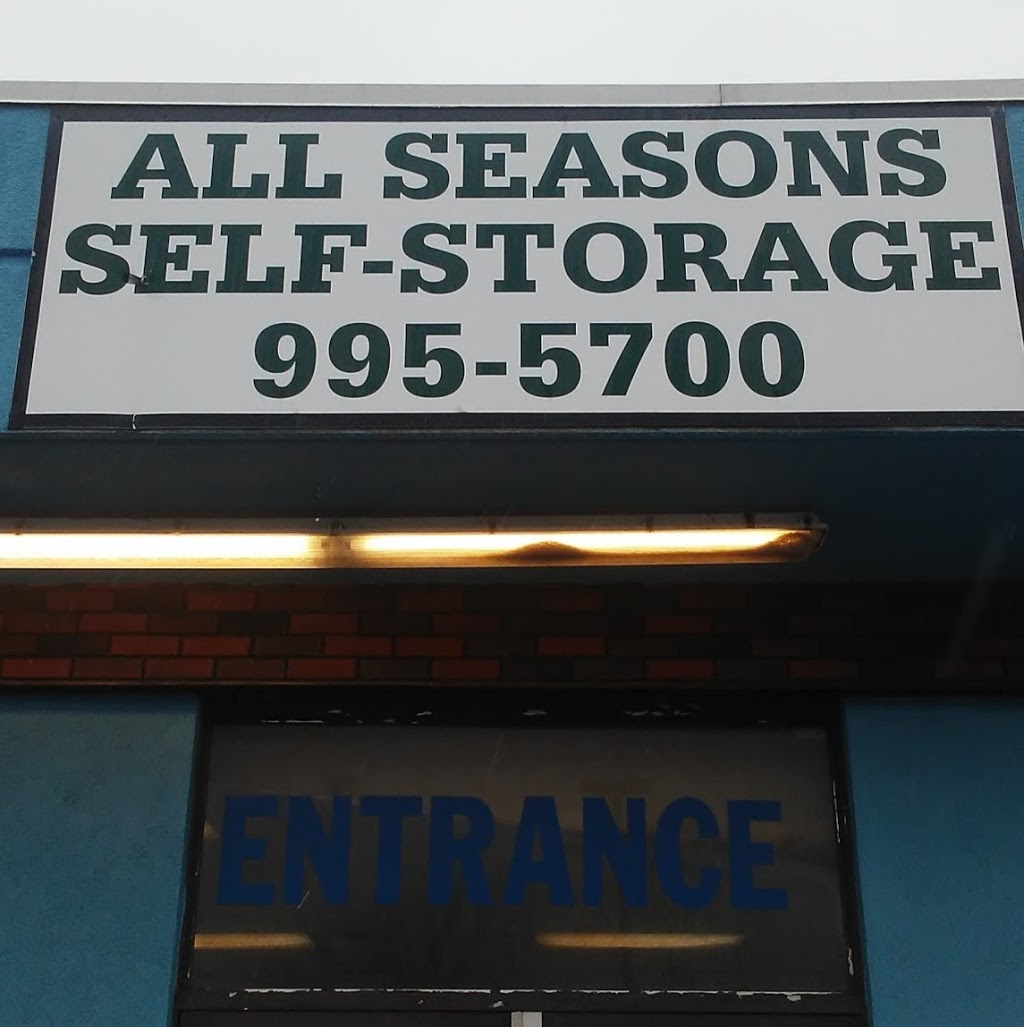 ALL SEASONS
SELF-STORAGE
995-5700
ENTRANCE